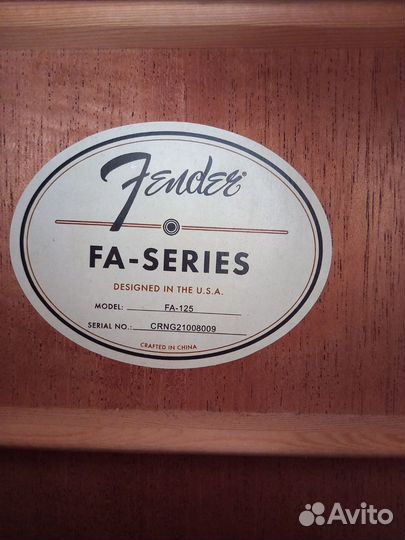 Fender®
FA-SERIES
DESIGNED IN THE U.S.A.
MODEL: FA-125
SERIAL NO.: CRNG21008009
CRAFTED IN CHINA
Avito